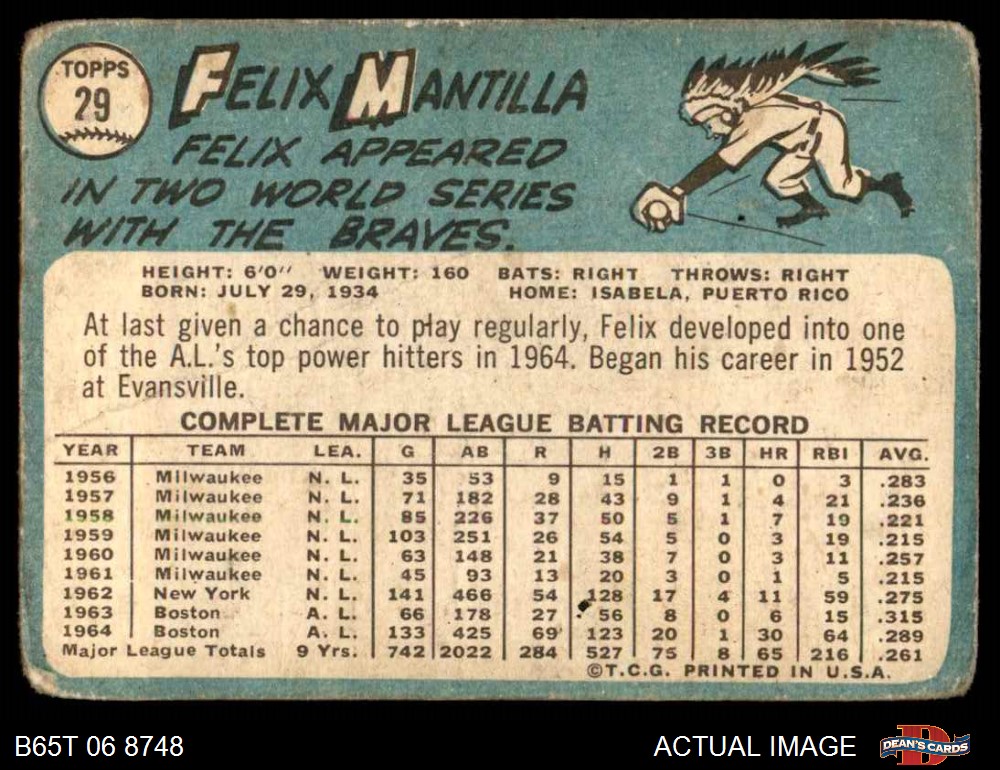 TOPPS
29
FELIX MANTILLA
FELIX APPEARED
IN TWO WORLD SERIES
WITH THE BRAVES.
HEIGHT: 6'0" WEIGHT: 160 BATS: RIGHT THROWS: RIGHT
BORN: JULY 29, 1934 HOME: ISABELA, PUERTO RICO
At last given a chance to play regularly, Felix developed into one
of the A.L.'s top power hitters in 1964. Began his career in 1952
at Evansville.
COMPLETE MAJOR LEAGUE BATTING RECORD
YEAR TEAM LEA. G AB R H 2B 3B HR RBI AVG.
1956 Milwaukee N. L. 35 53 9 15 1 1 0 3 .283
1957 Milwaukee N. L. 71 182 28 43 9 1 4 21 .236
1958 Milwaukee N. L. 85 226 37 50 5 1 7 19 .221
1959 Milwaukee N. L. 103 251 26 54 5 0 3 19 .215
1960 Milwaukee N. L. 63 148 21 38 7 0 3 11 .257
1961 Milwaukee N. L. 45 93 13 20 3 0 1 5 .215
1962 New York N. L. 141 466 54 128 17 4 11 59 .275
1963 Boston A. L. 66 178 27 56 8 0 6 15 .315
1964 Boston A. L. 133 425 69 123 20 1 30 64 .289
Major League Totals 9 Yrs. 742 2022 284 527 75 8 65 216 .261
©T.C.G. PRINTED IN U.S.A.
B65T 06 8748 ACTUAL IMAGE
D
DEAN'S CARDS